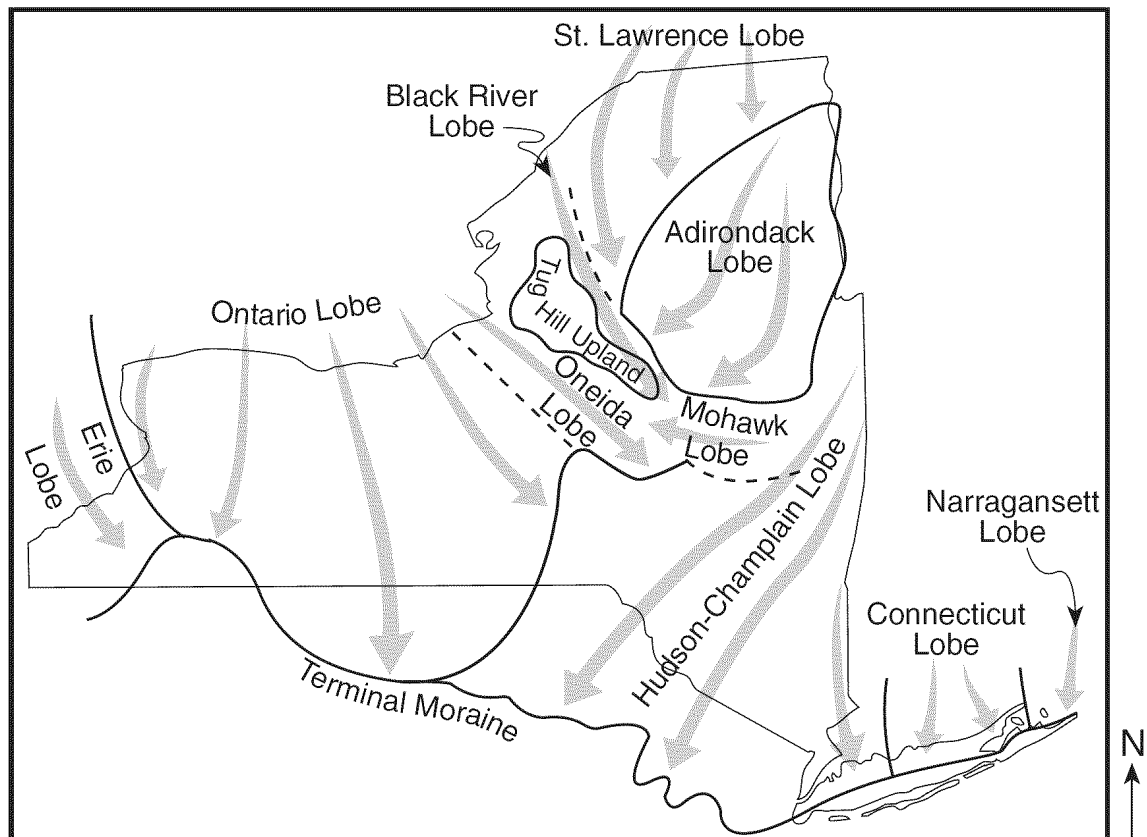 St. Lawrence Lobe
Black River
Lobe
Adirondack
Lobe
Tug
Hill Upland
Ontario Lobe
Oneida
Lobe
Mohawk
Lobe
Erie
Lobe
Hudson-Champlain Lobe
Narragansett
Lobe
Connecticut
Lobe
Terminal Moraine
N